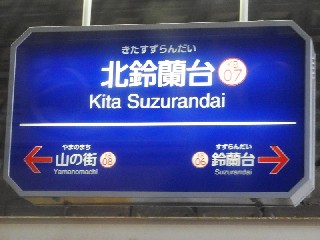 きたすずらんだい
北鈴蘭台
KB
07
Kita Suzurandai
やまのまち
山の街
08
Yamanomachi
すずらんだい
鈴蘭台
06
Suzurandai